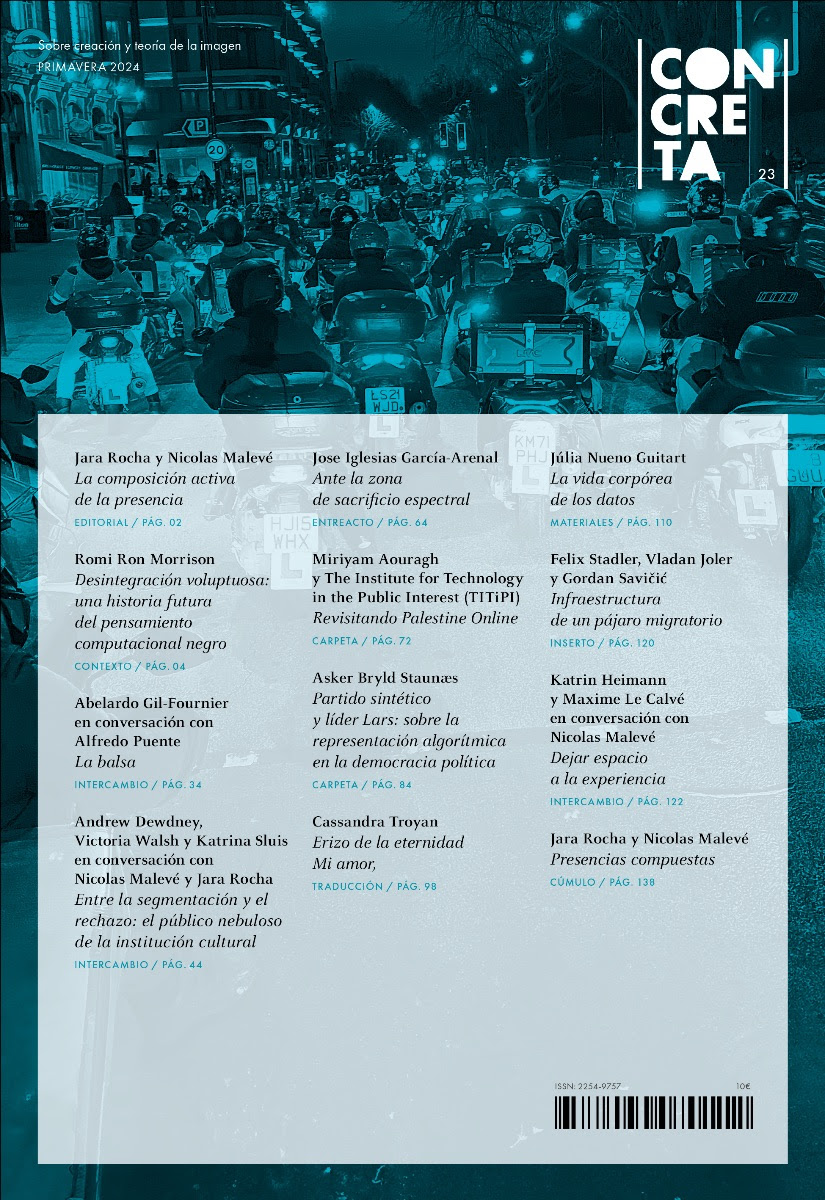 Sobre creación y teoría de la imagen
PRIMAVERA 2024
CON
CRE
TA
23
P
20
L
LS21
WJD
L
KM71
PHJ
HJ15
WHX
L
Jara Rocha y Nicolas Malevé
La composición activa
de la presencia
EDITORIAL / PÁG. 02
Romi Ron Morrison
Desintegración voluptuosa:
una historia futura
del pensamiento
computacional negro
CONTEXTO / PÁG. 04
Abelardo Gil-Fournier
en conversación con
Alfredo Puente
La balsa
INTERCAMBIO / PÁG. 34
Andrew Dewdney,
Victoria Walsh y Katrina Sluis
en conversación con
Nicolas Malevé y Jara Rocha
Entre la segmentación y el
rechazo: el público nebuloso
de la institución cultural
INTERCAMBIO / PÁG. 44
Jose Iglesias García-Arenal
Ante la zona
de sacrificio espectral
ENTREACTO / PÁG. 64
Miriyam Aouragh
y The Institute for Technology
in the Public Interest (TITiPI)
Revisitando Palestine Online
CARPETA / PÁG. 72
Asker Bryld Staunæs
Partido sintético
y líder Lars: sobre la
representación algorítmica
en la democracia política
CARPETA / PÁG. 84
Cassandra Troyan
Erizo de la eternidad
Mi amor,
TRADUCCIÓN / PÁG. 98
Júlia Nueno Guitart
La vida corpórea
de los datos
MATERIALES / PÁG. 110
Felix Stadler, Vladan Joler
y Gordan Savičić
Infraestructura
de un pájaro migratorio
INSERTO / PÁG. 120
Katrin Heimann
y Maxime Le Calvé
en conversación con
Nicolas Malevé
Dejar espacio
a la experiencia
INTERCAMBIO / PÁG. 122
Jara Rocha y Nicolas Malevé
Presencias compuestas
CÚMULO / PÁG. 138
ISSN: 2254-9757
10€